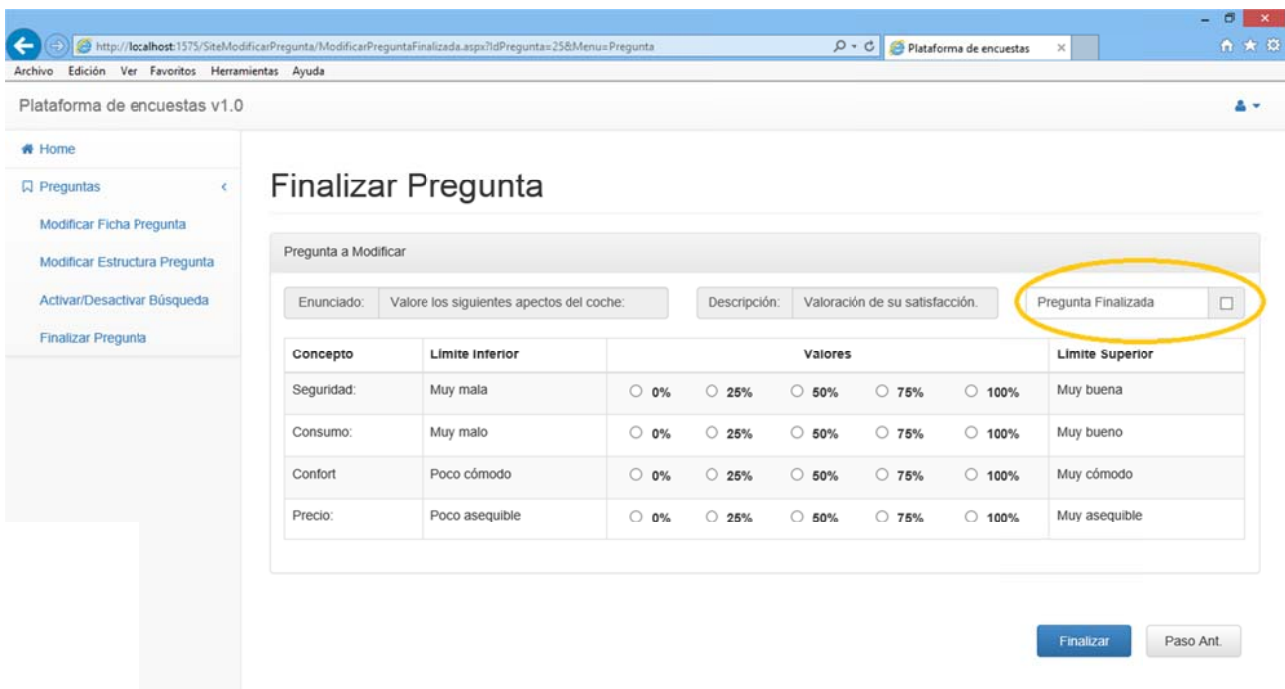 http://localhost:1575/SiteModificarPregunta/ModificarPreguntaFinalizada.aspx?IdPregunta=25&Menu=Pregunta
Plataforma de encuestas
Archivo Edición Ver Favoritos Herramientas Ayuda
Plataforma de encuestas v1.0
Home
Preguntas
Modificar Ficha Pregunta
Modificar Estructura Pregunta
Activar/Desactivar Búsqueda
Finalizar Pregunta
Finalizar Pregunta
Pregunta a Modificar
Enunciado: Valore los siguientes apectos del coche: Descripción: Valoración de su satisfacción. Pregunta Finalizada
Concepto Límite Inferior Valores Límite Superior
Seguridad: Muy mala 0% 25% 50% 75% 100% Muy buena
Consumo: Muy malo 0% 25% 50% 75% 100% Muy bueno
Confort Poco cómodo 0% 25% 50% 75% 100% Muy cómodo
Precio: Poco asequible 0% 25% 50% 75% 100% Muy asequible
Finalizar Paso Ant.